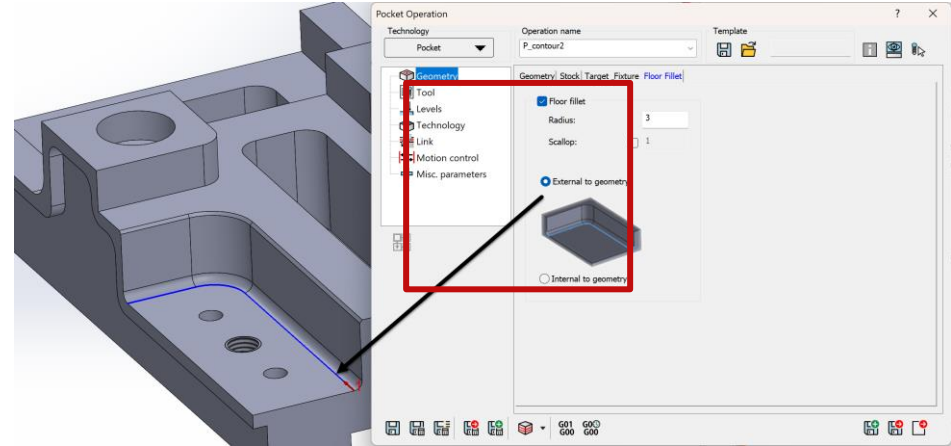 Pocket Operation
? ×
Technology
Operation name
Template
Pocket
P_contour2
Geometry
Tool
Levels
Technology
Link
Motion control
Misc. parameters
Geometry Stock Target Fixture Floor Fillet
Floor fillet
Radius: 3
Scallop: 1
External to geometry
Internal to geometry
G01
G00
G00
G00